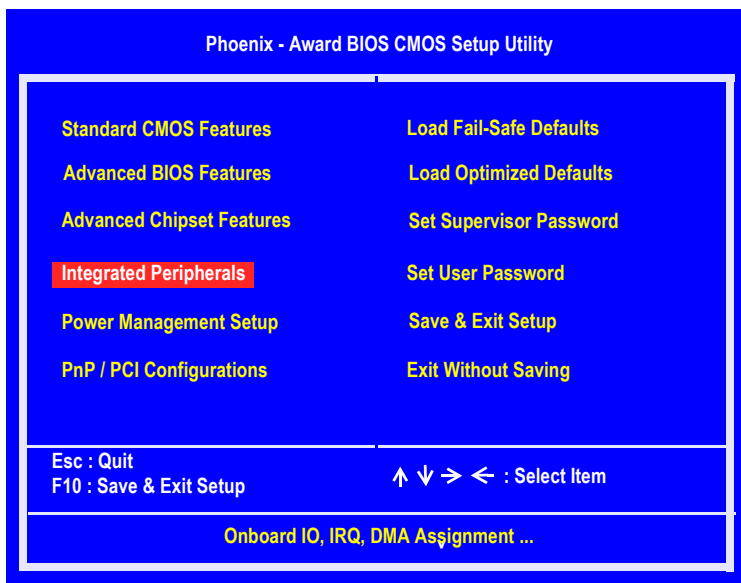 Phoenix - Award BIOS CMOS Setup Utility
Standard CMOS Features
Advanced BIOS Features
Advanced Chipset Features
Integrated Peripherals
Power Management Setup
PnP / PCI Configurations
Load Fail-Safe Defaults
Load Optimized Defaults
Set Supervisor Password
Set User Password
Save & Exit Setup
Exit Without Saving
Esc : Quit
F10 : Save & Exit Setup
↑ ↓ → ← : Select Item
Onboard IO, IRQ, DMA Assignment ...